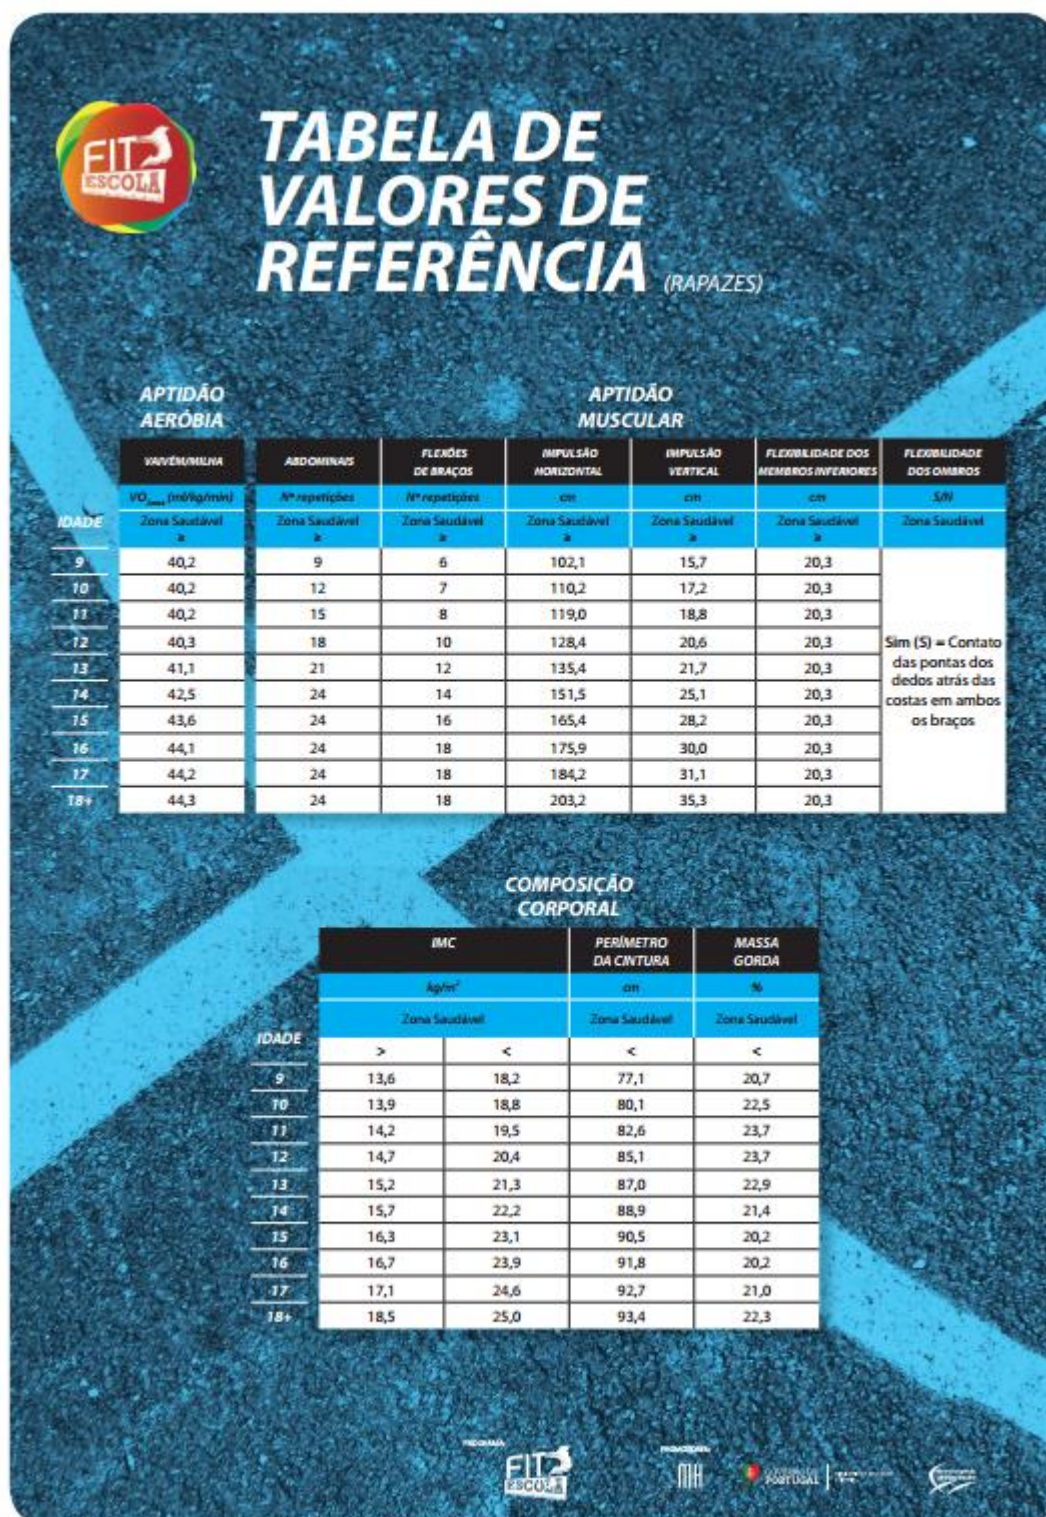 FIT
ESCOLA
TABELA DE
VALORES DE
REFERÊNCIA (RAPAZES)
APTIDÃO
AERÓBIA
APTIDÃO
MUSCULAR
VAIVÉM/MILHA ABDOMINAIS FLEXÕES DE BRAÇOS IMPULSÃO HORIZONTAL IMPULSÃO VERTICAL FLEXIBILIDADE DOS MEMBROS INFERIORES FLEXIBILIDADE DOS OMBROS
(ml/kg/min) Nº repetições Nº repetições cm cm cm S/N
IDADE Zona Saudável ≥ Zona Saudável ≥ Zona Saudável ≥ Zona Saudável ≥ Zona Saudável ≥ Zona Saudável ≥ Zona Saudável
9 40,2 9 6 102,1 15,7 20,3
10 40,2 12 7 110,2 17,2 20,3
11 40,2 15 8 119,0 18,8 20,3
12 40,3 18 10 128,4 20,6 20,3
13 41,1 21 12 135,4 21,7 20,3
14 42,5 24 14 151,5 25,1 20,3
15 43,6 24 16 165,4 28,2 20,3
16 44,1 24 18 175,9 30,0 20,3
17 44,2 24 18 184,2 31,1 20,3
18+ 44,3 24 18 203,2 35,3 20,3
Sim (S) = Contato
das pontas dos
dedos atrás das
costas em ambos
os braços
COMPOSIÇÃO
CORPORAL
IMC PERÍMETRO DA CINTURA MASSA GORDA
kg/m² cm %
Zona Saudável Zona Saudável Zona Saudável
IDADE
> < < <
9 13,6 18,2 77,1 20,7
10 13,9 18,8 80,1 22,5
11 14,2 19,5 82,6 23,7
12 14,7 20,4 85,1 23,7
13 15,2 21,3 87,0 22,9
14 15,7 22,2 88,9 21,4
15 16,3 23,1 90,5 20,2
16 16,7 23,9 91,8 20,2
17 17,1 24,6 92,7 21,0
18+ 18,5 25,0 93,4 22,3
PROGRAMA:
FIT
ESCOLA
PORTUGAL